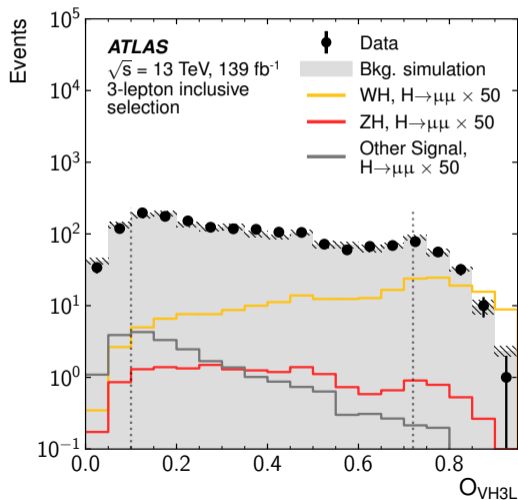 Events
10⁵
10⁴
10³
10²
10¹
10⁰
10⁻¹
ATLAS
√s = 13 TeV, 139 fb⁻¹
3-lepton inclusive
selection
Data
Bkg. simulation
WH, H→μμ × 50
ZH, H→μμ × 50
Other Signal,
H→μμ × 50
0.0 0.2 0.4 0.6 0.8
O_VH3L